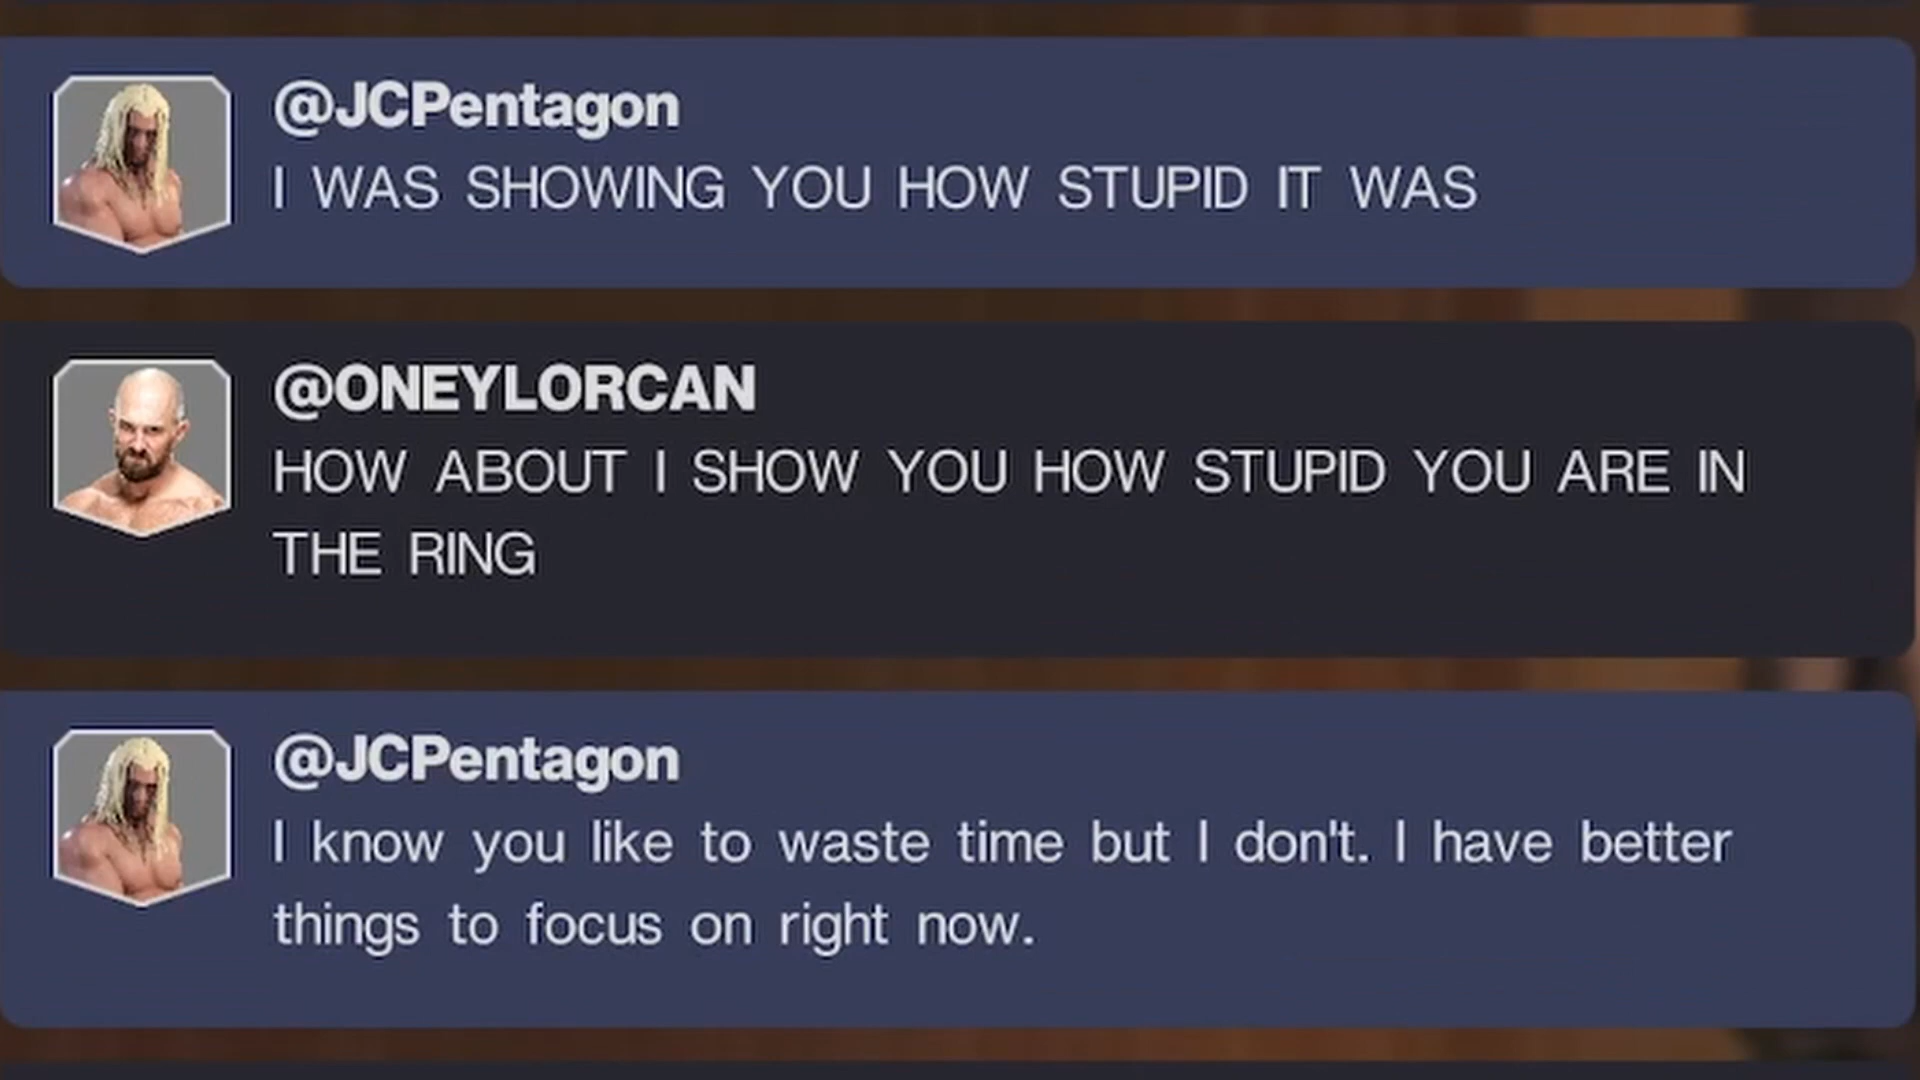 @JCPentagon
I WAS SHOWING YOU HOW STUPID IT WAS
@ONEYLORCAN
HOW ABOUT I SHOW YOU HOW STUPID YOU ARE IN
THE RING
@JCPentagon
I know you like to waste time but I don't. I have better
things to focus on right now.